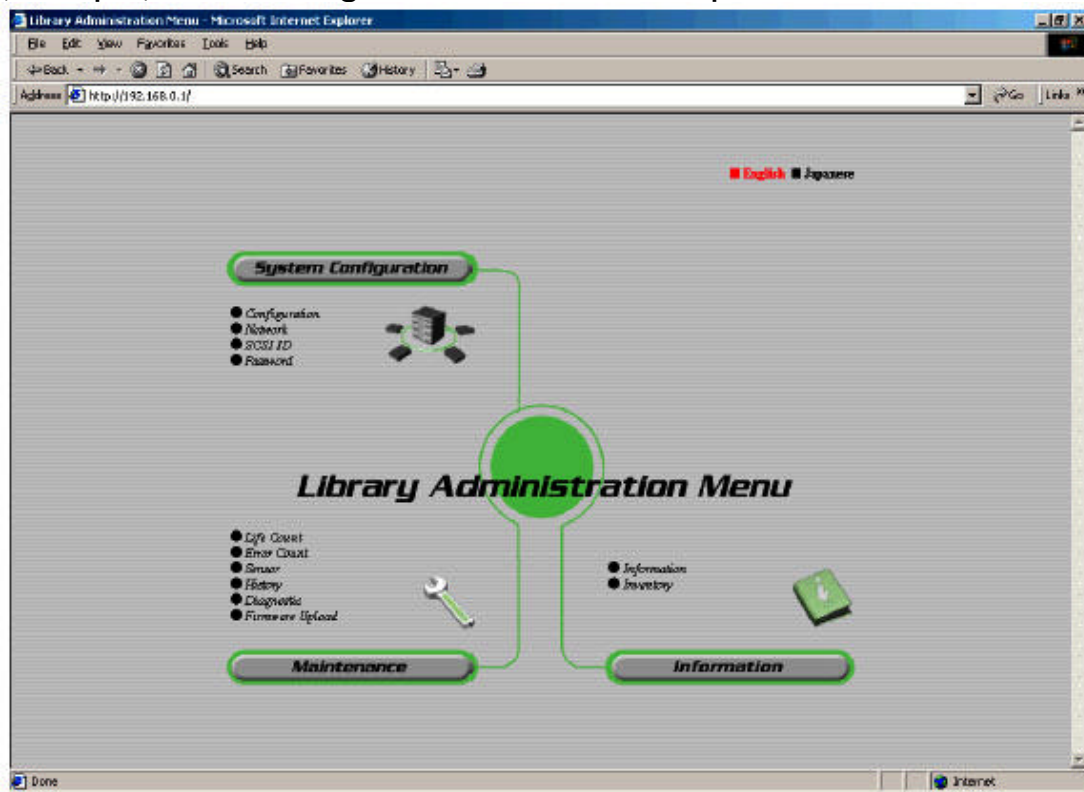 Library Administration Menu - Microsoft Internet Explorer
File Edit View Favorites Tools Help
Back Search Favorites History
Address http://192.168.0.1/ Go Links
English Japanese
System Configuration
Configuration
Network
SCSI ID
Password
Library Administration Menu
Life Count
Error Count
Sensor
History
Diagnostic
Firmware Upload
Information
Inventory
Maintenance
Information
Done Internet